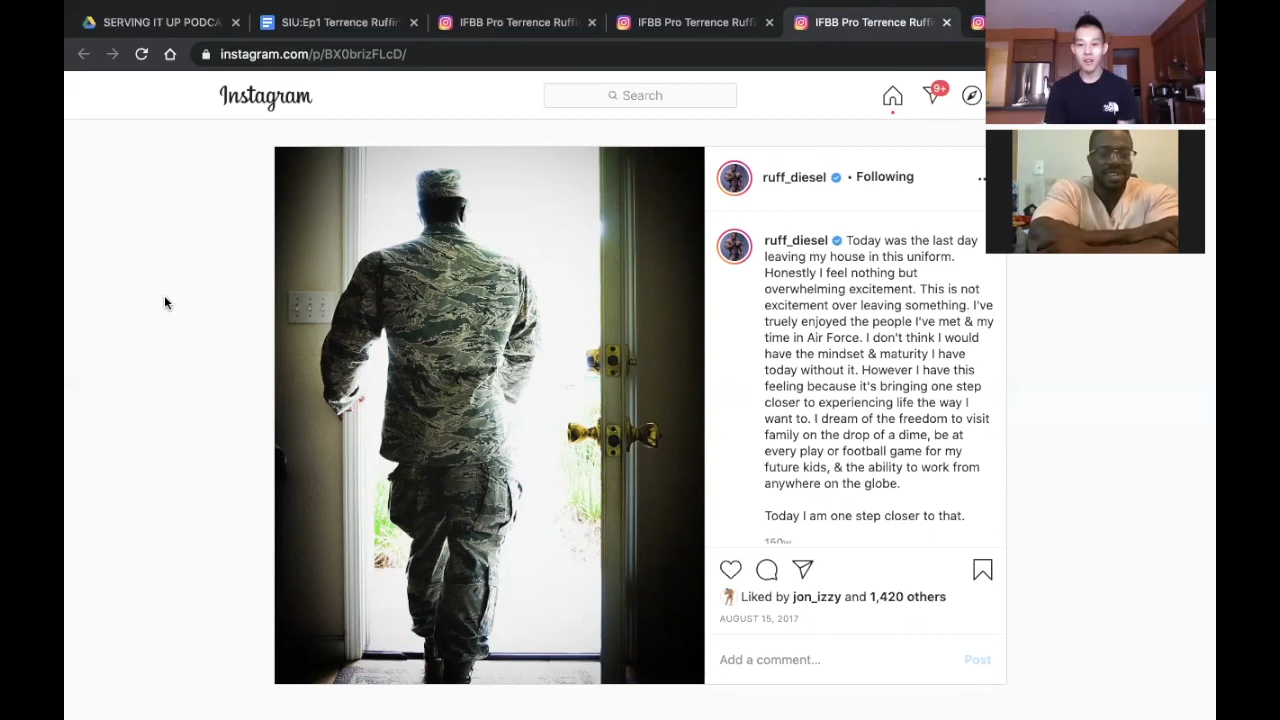 SERVING IT UP PODCA
SIU:Ep1 Terrence Ruffin
IFBB Pro Terrence Ruffi
IFBB Pro Terrence Ruffi
IFBB Pro Terrence Ruffi
instagram.com/p/BX0brizFLcD/
Instagram
Search
9+
ruff_diesel • Following
ruff_diesel Today was the last day
leaving my house in this uniform.
Honestly I feel nothing but
overwhelming excitement. This is not
excitement over leaving something. I've
truely enjoyed the people I've met & my
time in Air Force. I don't think I would
have the mindset & maturity I have
today without it. However I have this
feeling because it's bringing one step
closer to experiencing life the way I
want to. I dream of the freedom to visit
family on the drop of a dime, be at
every play or football game for my
future kids, & the ability to work from
anywhere on the globe.
Today I am one step closer to that.
150w
Liked by jon_izzy and 1,420 others
AUGUST 15, 2017
Add a comment...
Post